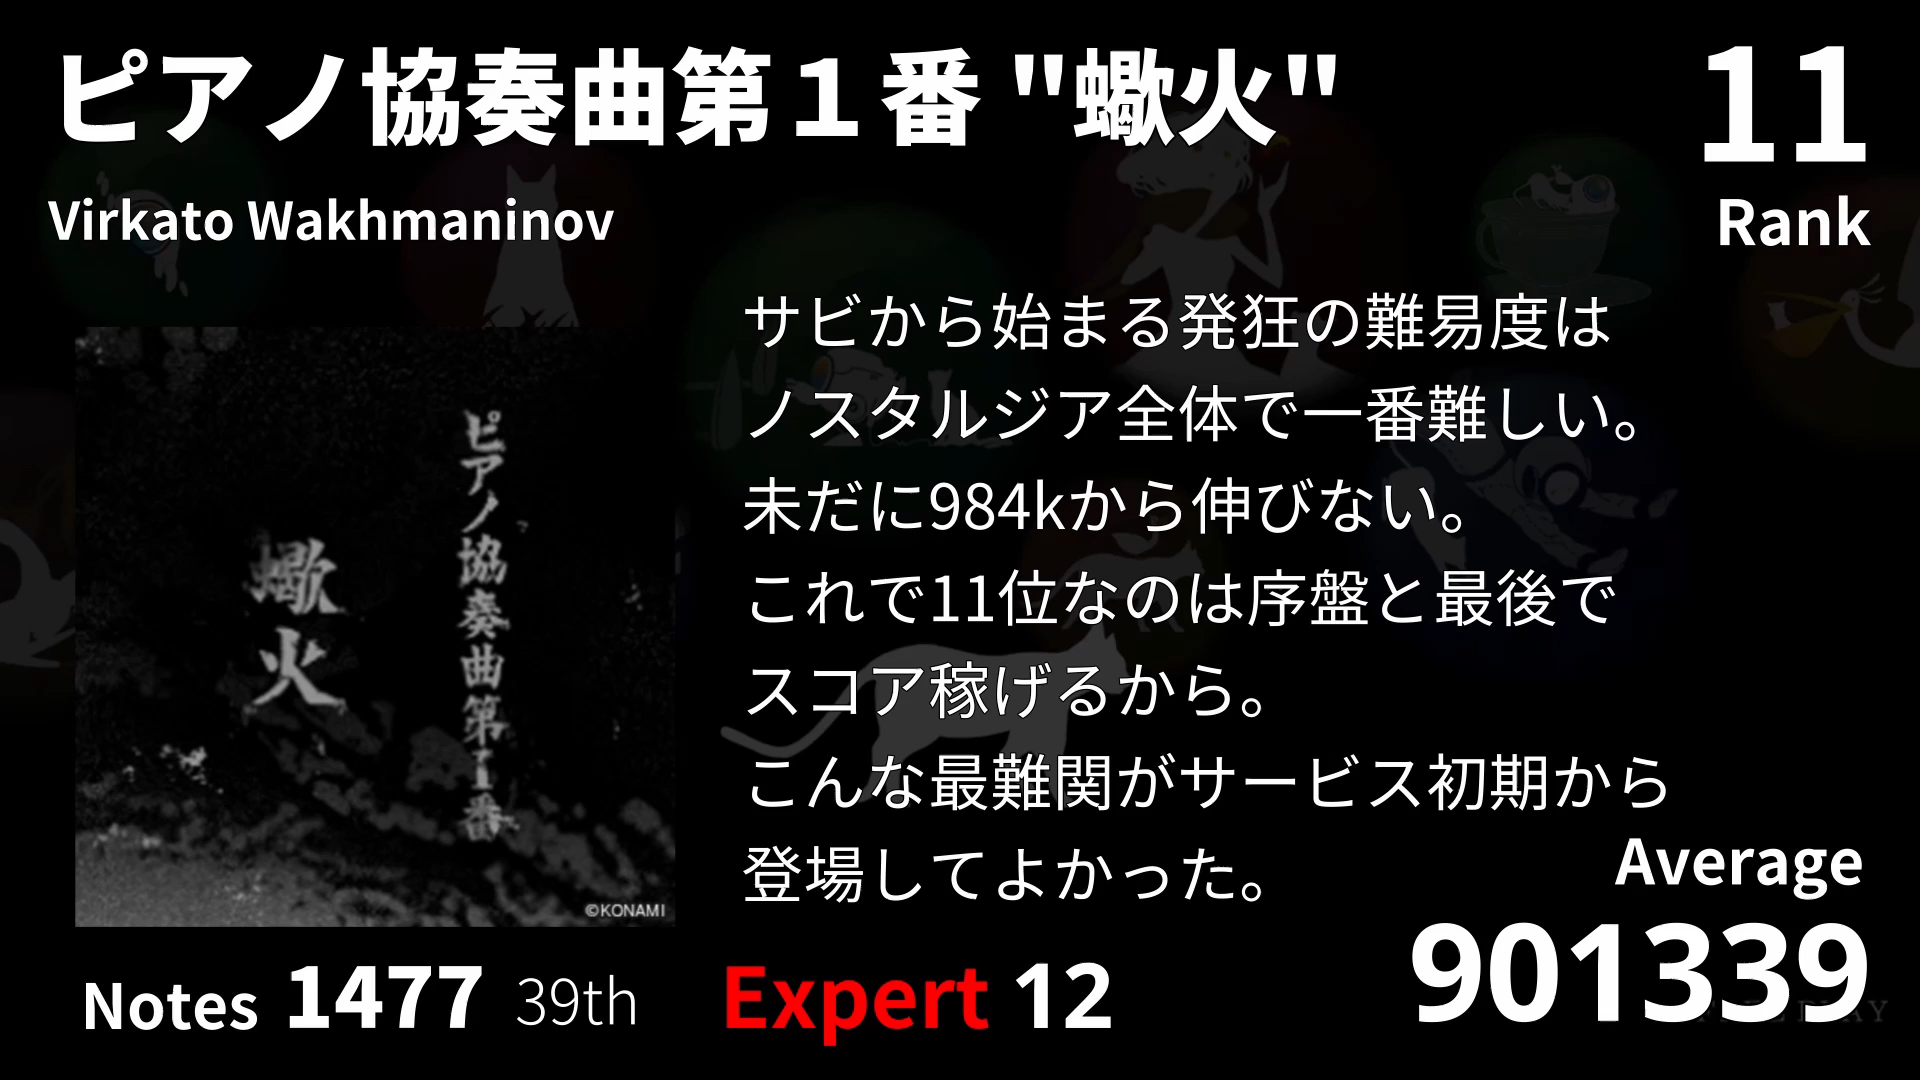 ピアノ協奏曲第１番 "蠍火"
11
Rank
Virkato Wakhmaninov
サビから始まる発狂の難易度は
ノスタルジア全体で一番難しい。
未だに984kから伸びない。
これで11位なのは序盤と最後で
スコア稼げるから。
こんな最難関がサービス初期から
登場してよかった。
ピアノ協奏曲第1番
蠍火
©KONAMI
Average
901339
Notes 1477 39th
Expert 12